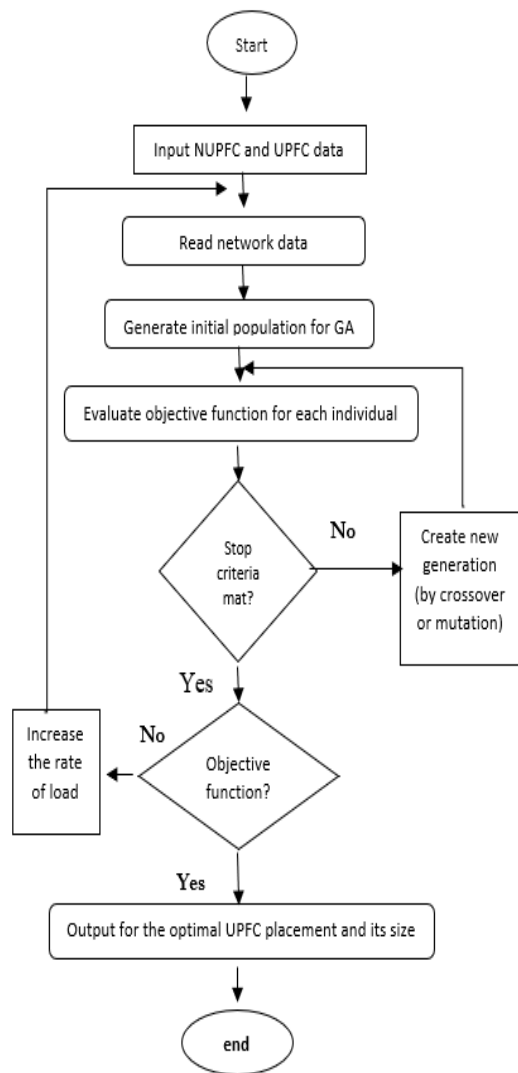 Start
Input NUPFC and UPFC data
Read network data
Generate initial population for GA
Evaluate objective function for each individual
Stop
criteria
mat?
No
Create new
generation
(by crossover
or mutation)
Yes
Objective
function?
No
Increase
the rate
of load
Yes
Output for the optimal UPFC placement and its size
end